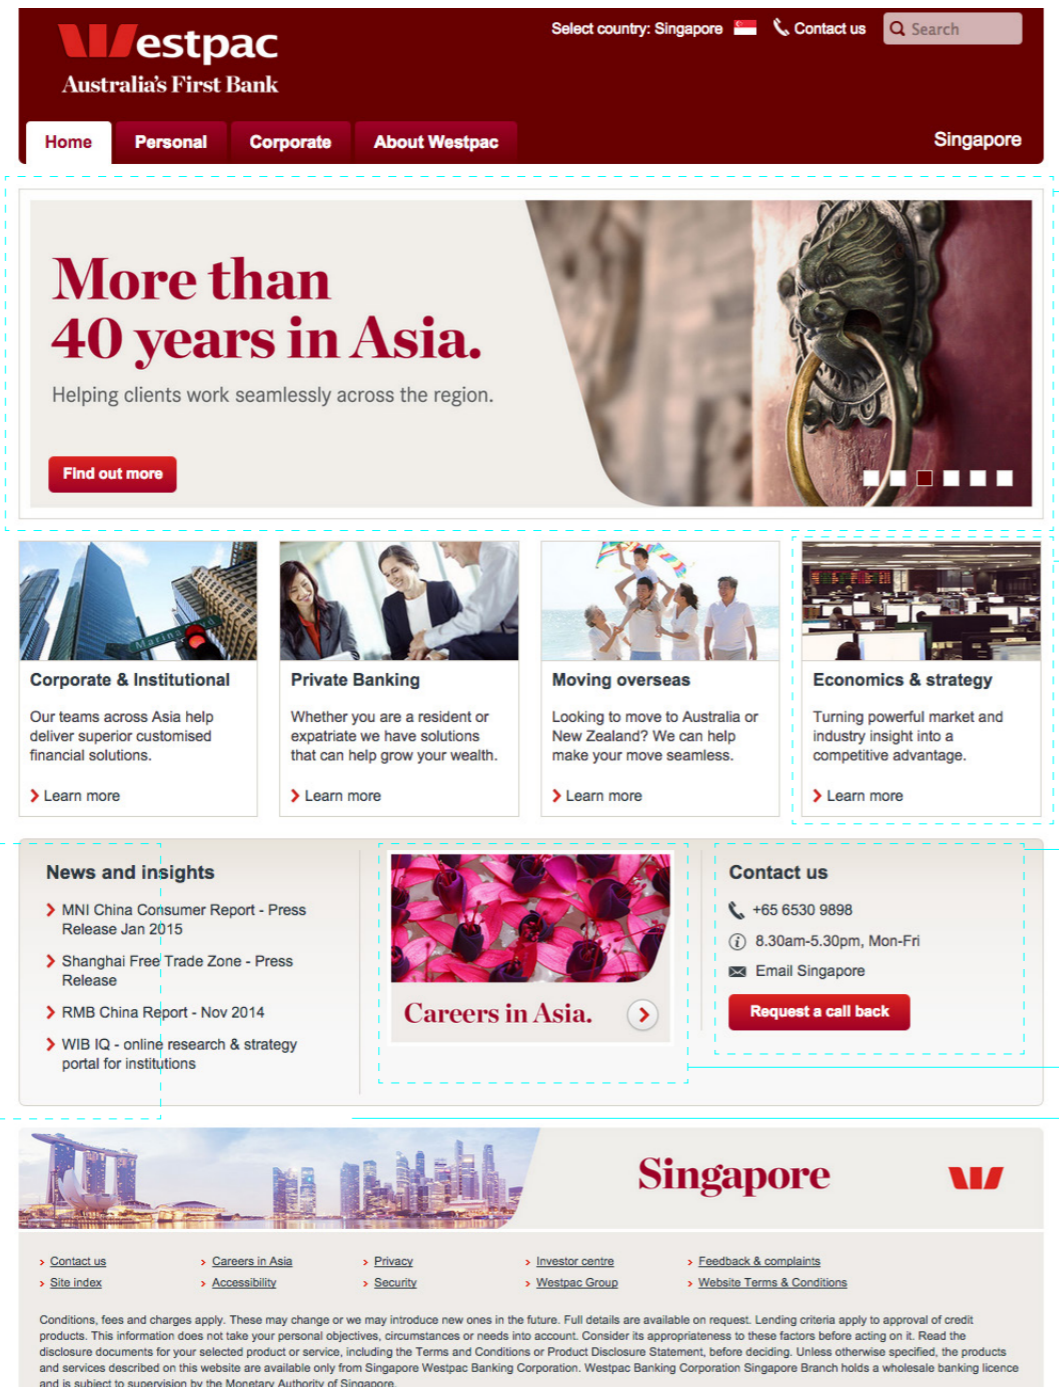 Westpac
Australia's First Bank
Select country: Singapore
Contact us
Search
Home
Personal
Corporate
About Westpac
Singapore
More than
40 years in Asia.
Helping clients work seamlessly across the region.
Find out more
Marina Blvd
Corporate & Institutional
Our teams across Asia help
deliver superior customised
financial solutions.
Learn more
Private Banking
Whether you are a resident or
expatriate we have solutions
that can help grow your wealth.
Learn more
Moving overseas
Looking to move to Australia or
New Zealand? We can help
make your move seamless.
Learn more
Economics & strategy
Turning powerful market and
industry insight into a
competitive advantage.
Learn more
News and insights
MNI China Consumer Report - Press
Release Jan 2015
Shanghai Free Trade Zone - Press
Release
RMB China Report - Nov 2014
WIB IQ - online research & strategy
portal for institutions
Careers in Asia.
Contact us
+65 6530 9898
8.30am-5.30pm, Mon-Fri
Email Singapore
Request a call back
Singapore
Contact us
Careers in Asia
Privacy
Investor centre
Feedback & complaints
Site index
Accessibility
Security
Westpac Group
Website Terms & Conditions
Conditions, fees and charges apply. These may change or we may introduce new ones in the future. Full details are available on request. Lending criteria apply to approval of credit
products. This information does not take your personal objectives, circumstances or needs into account. Consider its appropriateness to these factors before acting on it. Read the
disclosure documents for your selected product or service, including the Terms and Conditions or Product Disclosure Statement, before deciding. Unless otherwise specified, the products
and services described on this website are available only from Singapore Westpac Banking Corporation. Westpac Banking Corporation Singapore Branch holds a wholesale banking licence
and is subject to supervision by the Monetary Authority of Singapore.